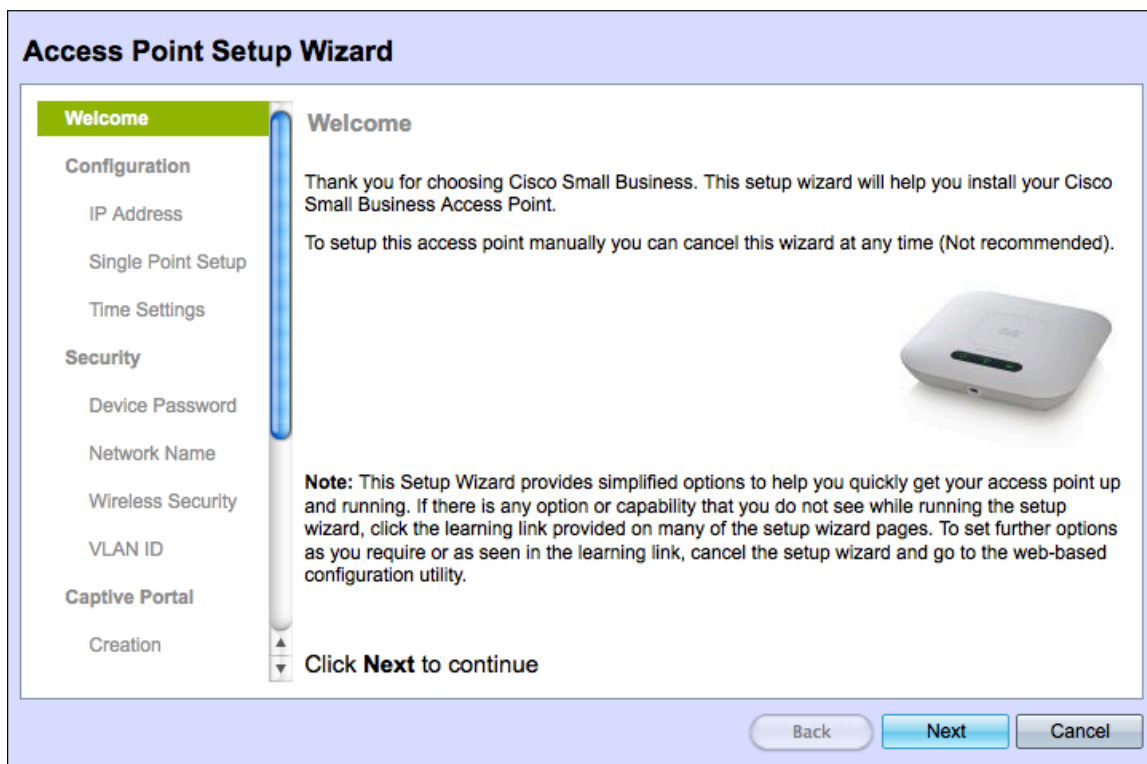 Access Point Setup Wizard
Welcome
Configuration
IP Address
Single Point Setup
Time Settings
Security
Device Password
Network Name
Wireless Security
VLAN ID
Captive Portal
Creation
Welcome
Thank you for choosing Cisco Small Business. This setup wizard will help you install your Cisco
Small Business Access Point.
To setup this access point manually you can cancel this wizard at any time (Not recommended).
Note: This Setup Wizard provides simplified options to help you quickly get your access point up
and running. If there is any option or capability that you do not see while running the setup
wizard, click the learning link provided on many of the setup wizard pages. To set further options
as you require or as seen in the learning link, cancel the setup wizard and go to the web-based
configuration utility.
Click Next to continue
Back
Next
Cancel